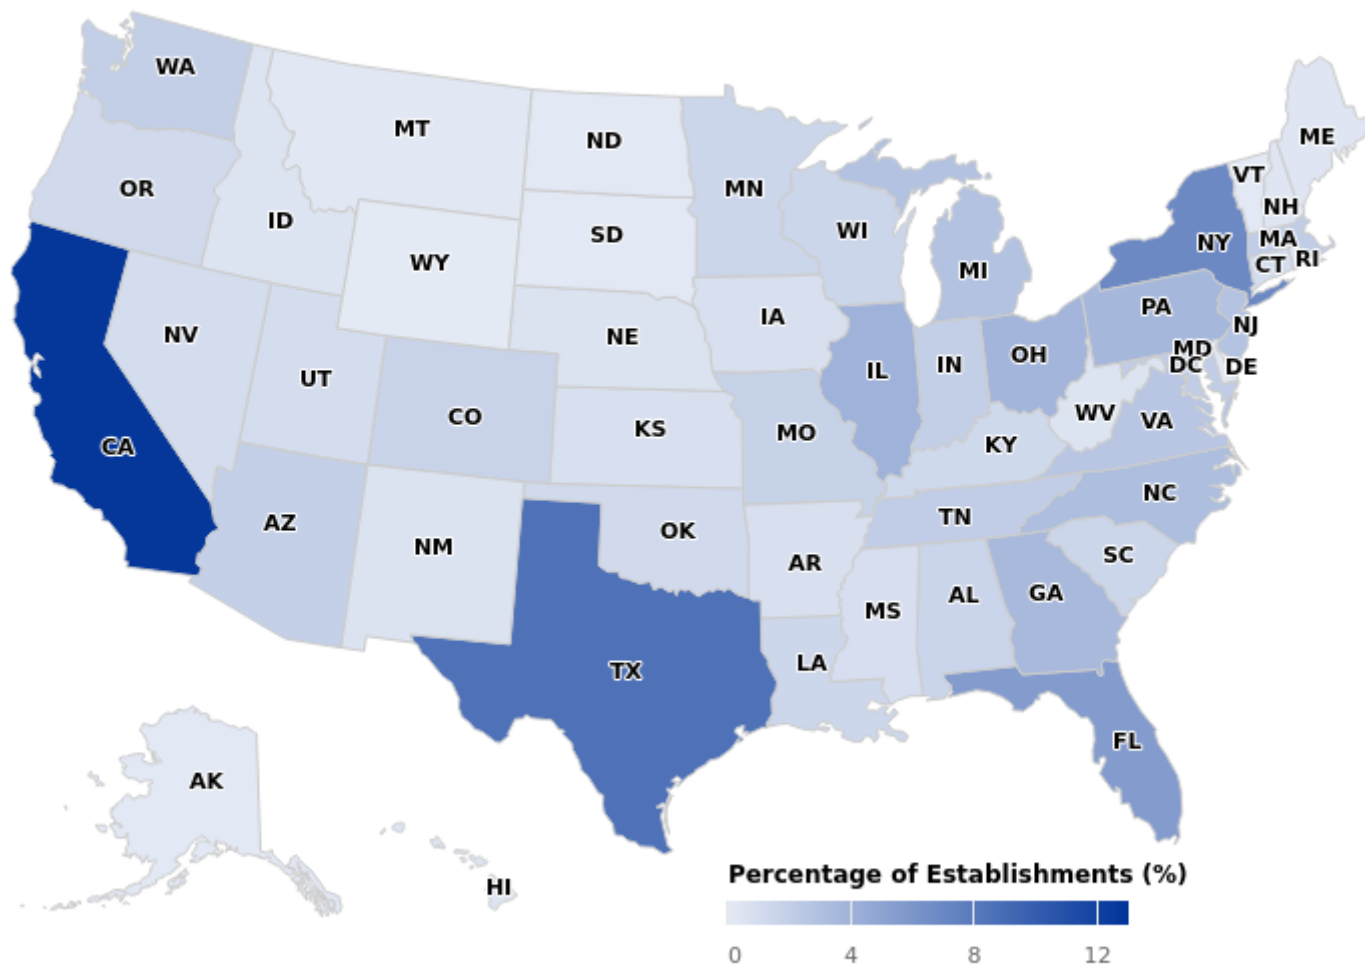 WA
MT
ND
MN
ME
OR
ID
SD
WI
VT
NH
NY
MA
CT
RI
WY
MI
NV
NE
IA
PA
NJ
UT
CO
KS
MO
IL
IN
OH
MD
DC
DE
WV
VA
KY
CA
AZ
NM
OK
AR
TN
NC
SC
MS
AL
GA
TX
LA
FL
AK
HI
Percentage of Establishments (%)
0 4 8 12